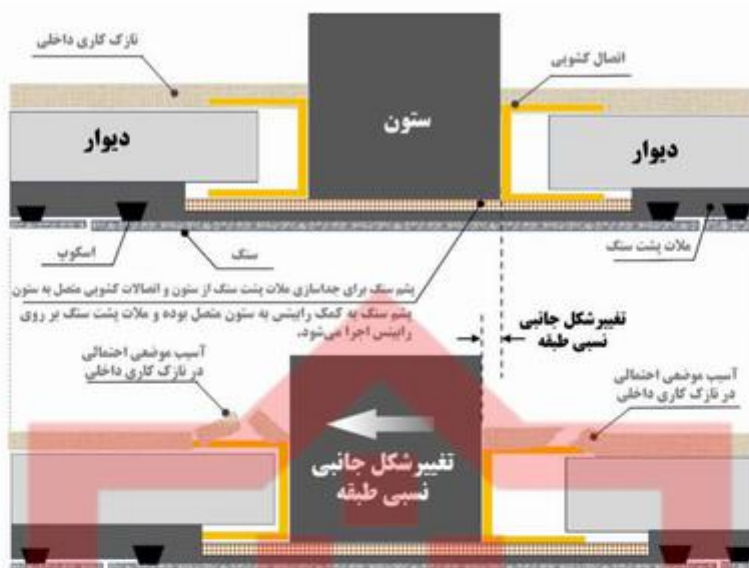 نازک کاری داخلی
اتصال کشویی
ستون
دیوار
دیوار
اسکوپ
سنگ
ملات پشت سنگ
پشم سنگ برای جداسازی ملات پشت سنگ از ستون و اتصالات کشویی متصل به ستون
پشم سنگ به کمک رابیتس به ستون متصل بوده و ملات پشت سنگ بر روی
رابیتس اجرا می‌شود.
تغییرشکل جانبی
نسبی طبقه
آسیب موضعی احتمالی
در نازک کاری داخلی
آسیب موضعی احتمالی
در نازک کاری داخلی
تغییرشکل جانبی
نسبی طبقه